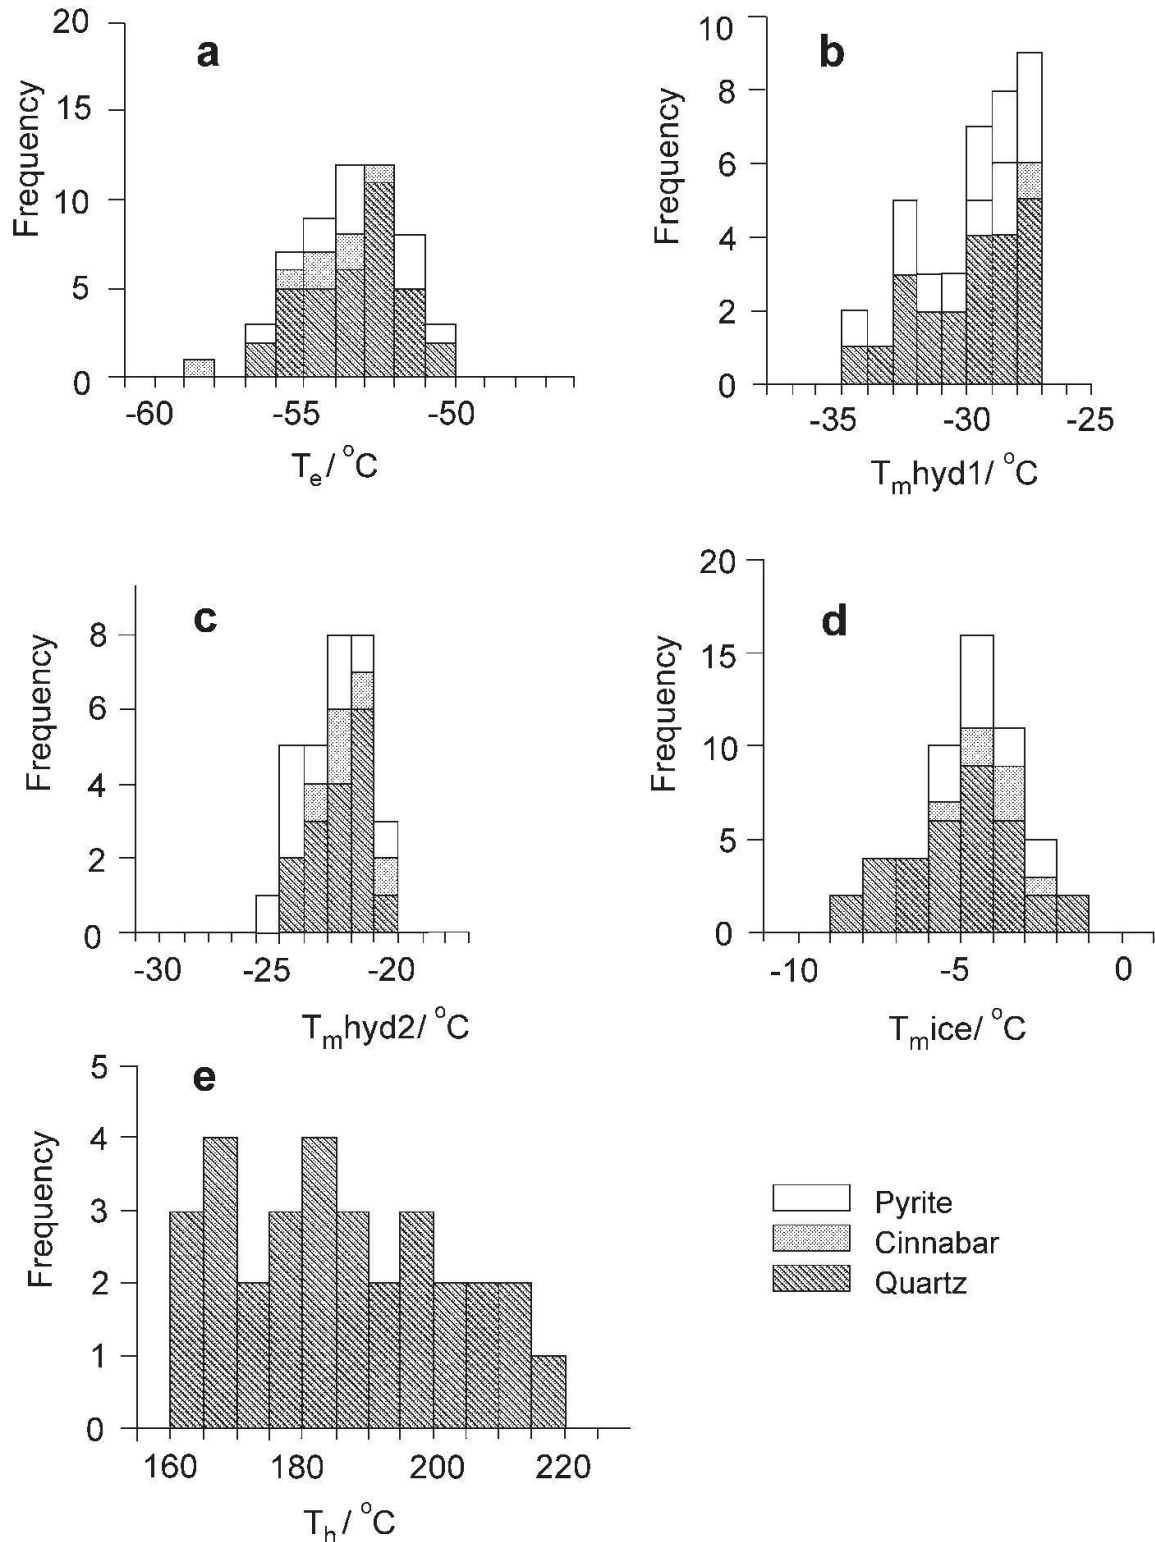 a
Frequency
20
15
10
5
0
-60 -55 -50
Te/ °C
b
Frequency
10
8
6
4
2
0
-35 -30 -25
Tmhyd1/ °C
c
Frequency
8
6
4
2
0
-30 -25 -20
Tmhyd2/ °C
d
Frequency
20
15
10
5
0
-10 -5 0
Tmice/ °C
e
Frequency
5
4
3
2
1
0
160 180 200 220
Th/ °C
Pyrite
Cinnabar
Quartz